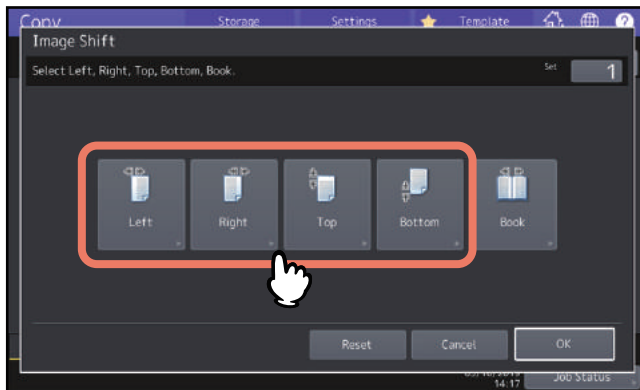 Copy Storage Settings Template
Image Shift
Select Left, Right, Top, Bottom, Book. Set 1
Left Right Top Bottom Book
Reset Cancel OK
14:17 Job Status